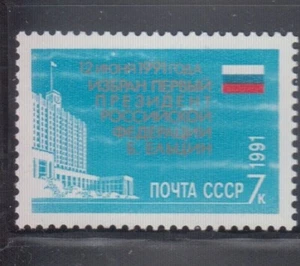 12 ИЮНЯ 1991 ГОДА
ИЗБРАН ПЕРВЫЙ
ПРЕЗИДЕНТ
РОССИЙСКОЙ
ФЕДЕРАЦИИ
Б. ЕЛЬЦИН
1991
ПОЧТА СССР 7к